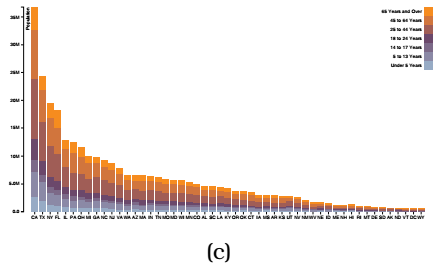 Population
35M
30M
25M
20M
15M
10M
5.0M
0.0
65 Years and Over
45 to 64 Years
25 to 44 Years
18 to 24 Years
14 to 17 Years
5 to 13 Years
Under 5 Years
CA TX NY FL IL PA OH MI GA NC NJ VA WA AZ MA IN TN MO MD WI MN CO AL SC LA KY OR OK CT IA MS AR KS UT NV NM WV NE ID ME NH HI RI MT DE SD AK ND VT DC WY
(c)